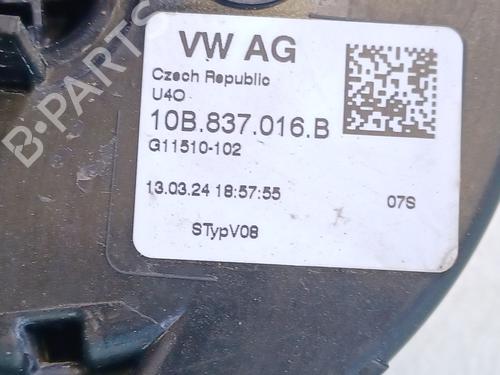 VW AG
Czech Republic
U4O
10B.837.016.B
G11510-102
13.03.24 18:57:55 07S
STypV08
B-PARTS